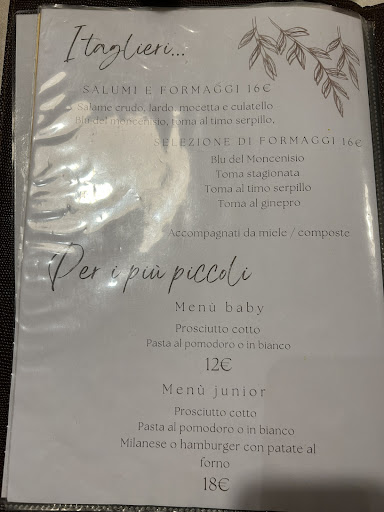 I taglieri...
SALUMI E FORMAGGI 16€
Salame crudo, lardo, mocetta e culatello
Blu del moncenisio, toma al timo serpillo,
SELEZIONE DI FORMAGGI 16€
Blu del Moncenisio
Toma stagionata
Toma al timo serpillo
Toma al ginepro
Accompagnati da miele / composte
Per i più piccoli
Menù baby
Prosciutto cotto
Pasta al pomodoro o in bianco
12€
Menù junior
Prosciutto cotto
Pasta al pomodoro o in bianco
Milanese o hamburger con patate al
forno
18€